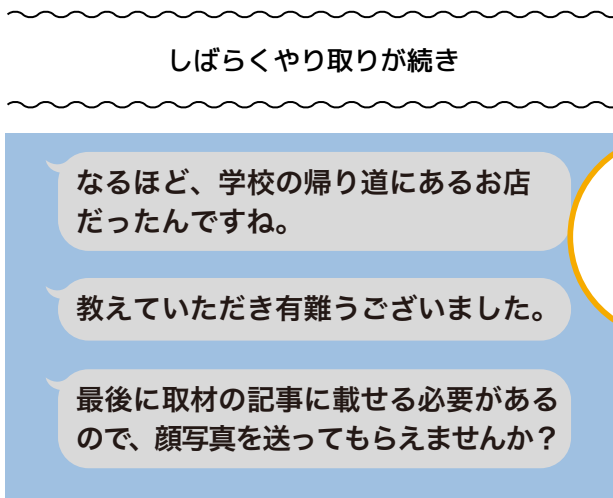 しばらくやり取りが続き
なるほど、学校の帰り道にあるお店
だったんですね。
教えていただき有難うございました。
最後に取材の記事に載せる必要がある
ので、顔写真を送ってもらえませんか？